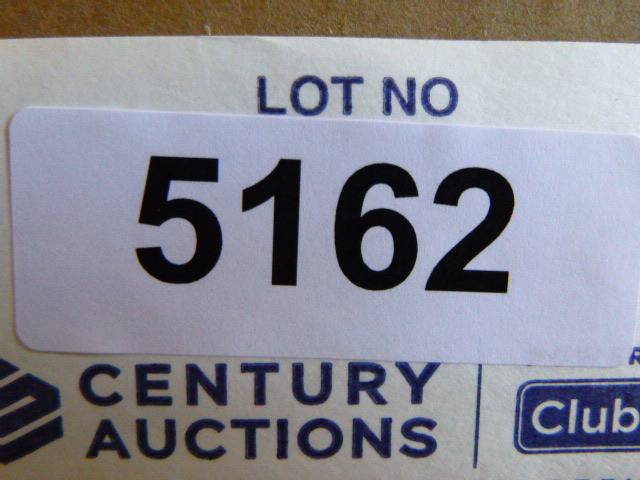 LOT NO
5162
CENTURY
AUCTIONS
Club